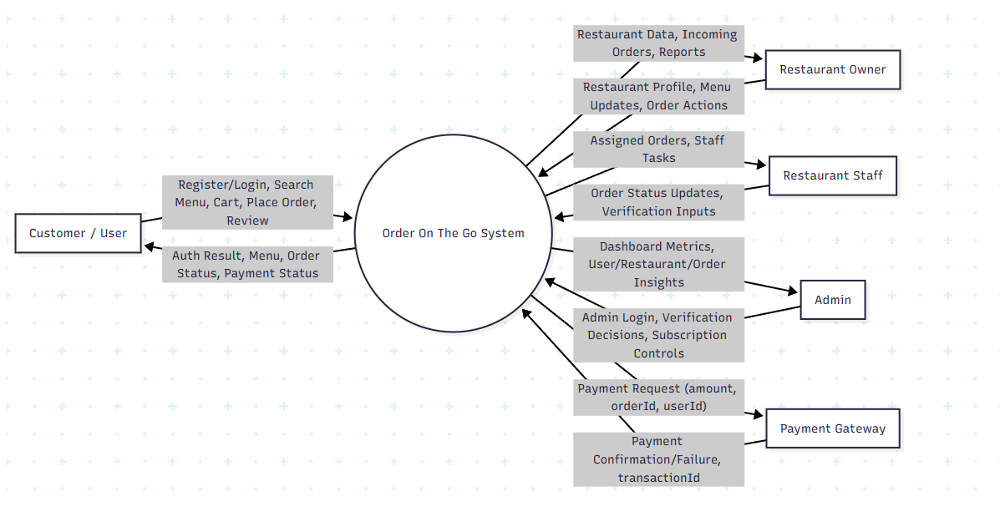 Restaurant Data, Incoming
Orders, Reports
Restaurant Owner
Restaurant Profile, Menu
Updates, Order Actions
Assigned Orders, Staff
Tasks
Restaurant Staff
Register/Login, Search
Menu, Cart, Place Order,
Review
Order Status Updates,
Verification Inputs
Customer / User
Order On The Go System
Auth Result, Menu, Order
Status, Payment Status
Dashboard Metrics,
User/Restaurant/Order
Insights
Admin
Admin Login, Verification
Decisions, Subscription
Controls
Payment Request (amount,
orderId, userId)
Payment Gateway
Payment
Confirmation/Failure,
transactionId